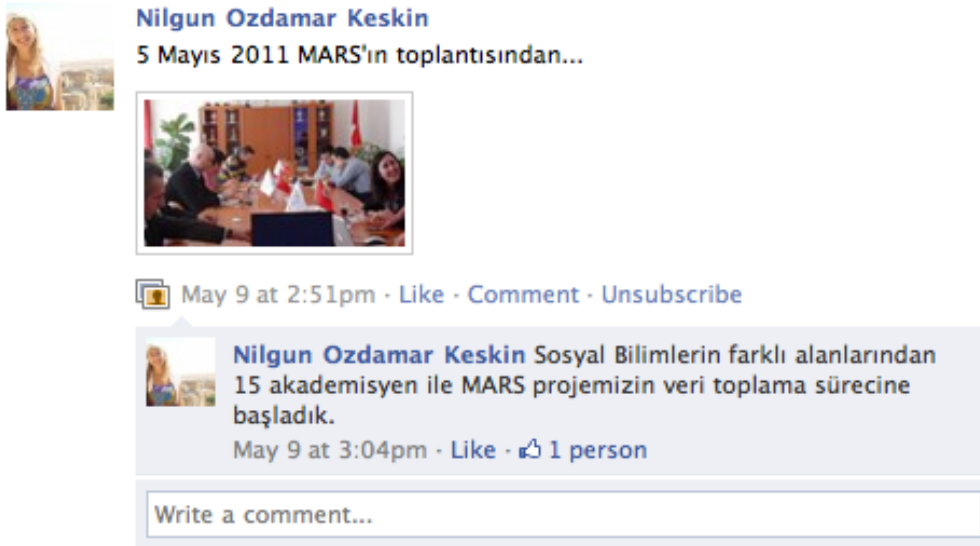 Nilgun Ozdamar Keskin
5 Mayıs 2011 MARS'ın toplantısından...
May 9 at 2:51pm · Like · Comment · Unsubscribe
Nilgun Ozdamar Keskin Sosyal Bilimlerin farklı alanlarından
15 akademisyen ile MARS projemizin veri toplama sürecine
başladık.
May 9 at 3:04pm · Like · 1 person
Write a comment...